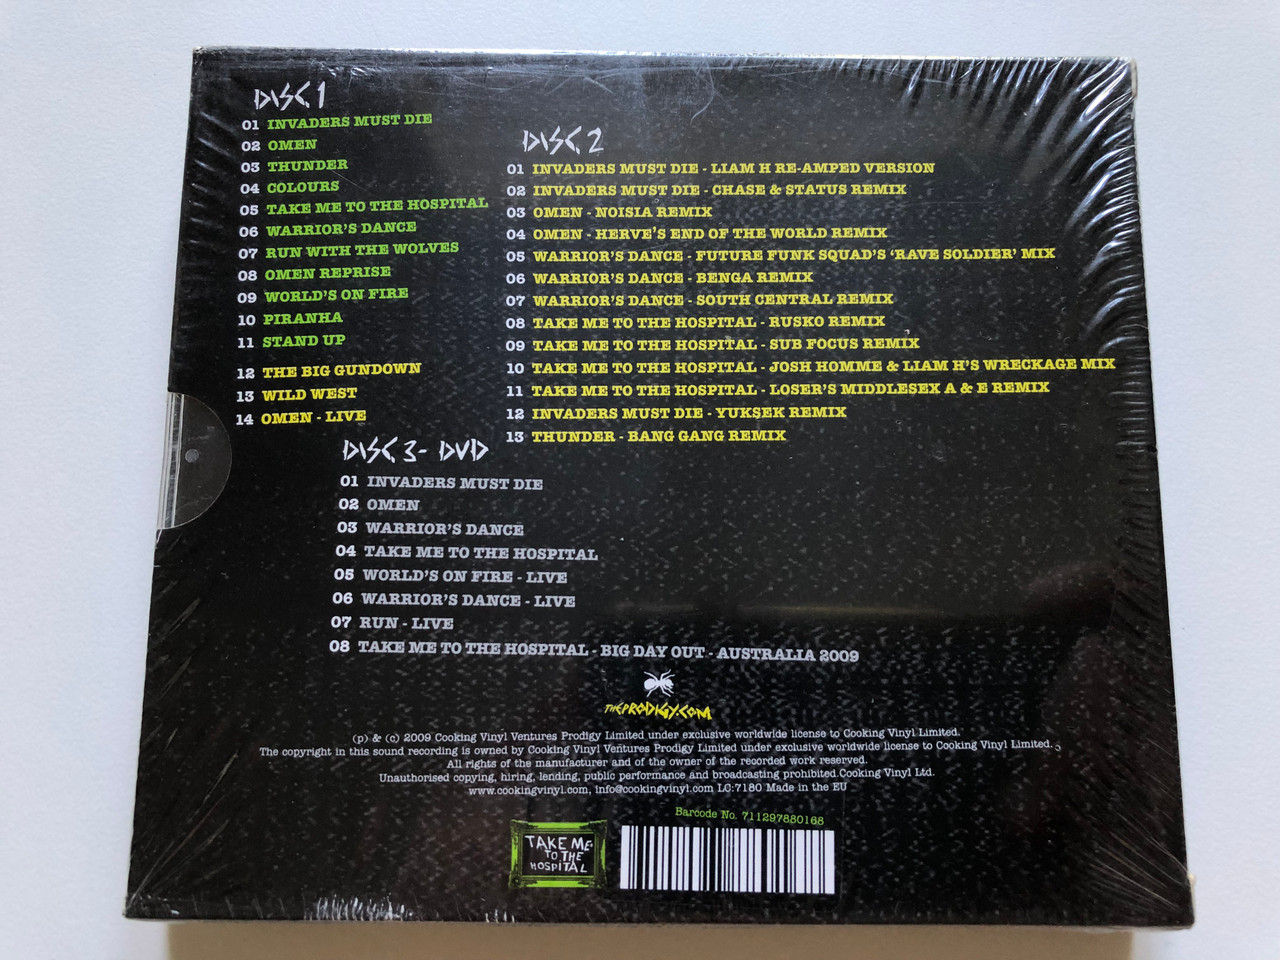 DISC 1
01 INVADERS MUST DIE
02 OMEN
03 THUNDER
04 COLOURS
05 TAKE ME TO THE HOSPITAL
06 WARRIOR'S DANCE
07 RUN WITH THE WOLVES
08 OMEN REPRISE
09 WORLD'S ON FIRE
10 PIRANHA
11 STAND UP
12 THE BIG GUNDOWN
13 WILD WEST
14 OMEN - LIVE
DISC 2
01 INVADERS MUST DIE - LIAM H RE-AMPED VERSION
02 INVADERS MUST DIE - CHASE & STATUS REMIX
03 OMEN - NOISIA REMIX
04 OMEN - HERVE'S END OF THE WORLD REMIX
05 WARRIOR'S DANCE - FUTURE FUNK SQUAD'S 'RAVE SOLDIER' MIX
06 WARRIOR'S DANCE - BENGA REMIX
07 WARRIOR'S DANCE - SOUTH CENTRAL REMIX
08 TAKE ME TO THE HOSPITAL - RUSKO REMIX
09 TAKE ME TO THE HOSPITAL - SUB FOCUS REMIX
10 TAKE ME TO THE HOSPITAL - JOSH HOMME & LIAM H'S WRECKAGE MIX
11 TAKE ME TO THE HOSPITAL - LOSER'S MIDDLESEX A & E REMIX
12 INVADERS MUST DIE - YUKSEK REMIX
13 THUNDER - BANG GANG REMIX
DISC 3 - DVD
01 INVADERS MUST DIE
02 OMEN
03 WARRIOR'S DANCE
04 TAKE ME TO THE HOSPITAL
05 WORLD'S ON FIRE - LIVE
06 WARRIOR'S DANCE - LIVE
07 RUN - LIVE
08 TAKE ME TO THE HOSPITAL - BIG DAY OUT - AUSTRALIA 2009
THEPRODIGY.COM
(p) & (c) 2009 Cooking Vinyl Ventures Prodigy Limited under exclusive worldwide license to Cooking Vinyl Limited.
The copyright in this sound recording is owned by Cooking Vinyl Ventures Prodigy Limited under exclusive worldwide license to Cooking Vinyl Limited.
All rights of the manufacturer and of the owner of the recorded work reserved.
Unauthorised copying, hiring, lending, public performance and broadcasting prohibited.Cooking Vinyl Ltd.
www.cookingvinyl.com, info@cookingvinyl.com LC:7180 Made in the EU
Barcode No. 711297880168
TAKE ME
TO THE
HOSPITAL